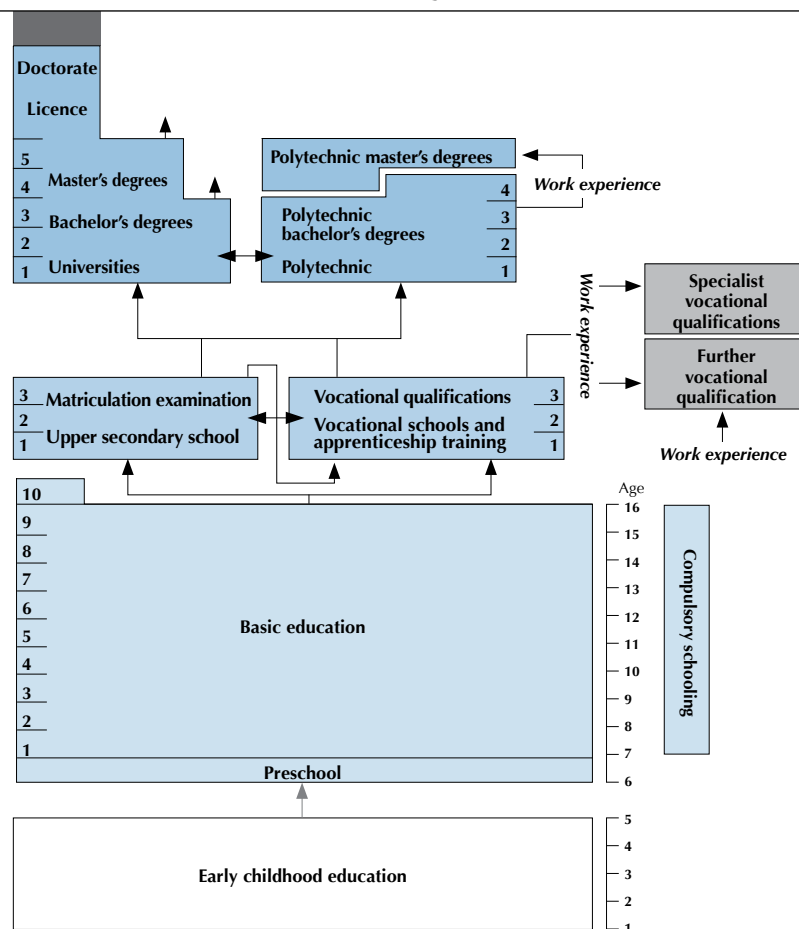 Doctorate
Licence
5
4 Master's degrees
3 Bachelor's degrees
2
1 Universities
Polytechnic master's degrees
Work experience
4
Polytechnic 3
bachelor's degrees
2
Polytechnic 1
Work experience
Specialist
vocational
qualifications
Further
vocational
qualification
Work experience
3 Matriculation examination
2
1 Upper secondary school
Vocational qualifications 3
Vocational schools and 2
apprenticeship training 1
10
9
8
7
6
5
4
3
2
1
Basic education
Preschool
Age
16
15
14
13
12
11
10
9
8
7
6
Compulsory schooling
Early childhood education
5
4
3
2
1